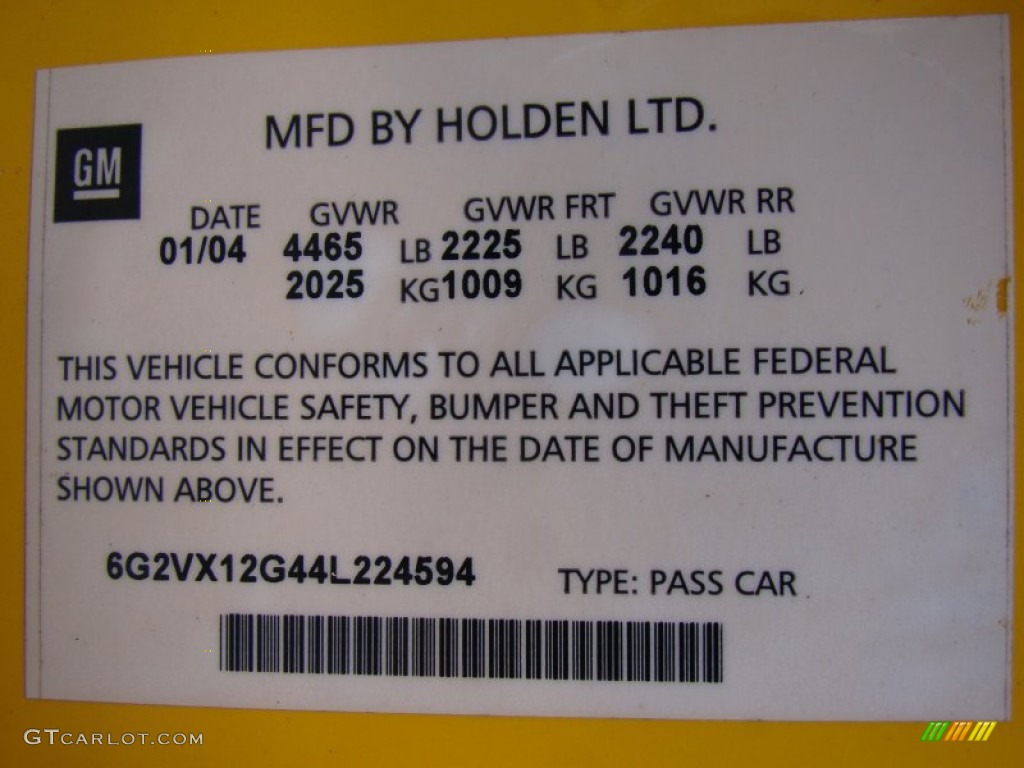 MFD BY HOLDEN LTD.
GM
DATE GVWR GVWR FRT GVWR RR
01/04 4465 LB 2225 LB 2240 LB
2025 KG 1009 KG 1016 KG
THIS VEHICLE CONFORMS TO ALL APPLICABLE FEDERAL
MOTOR VEHICLE SAFETY, BUMPER AND THEFT PREVENTION
STANDARDS IN EFFECT ON THE DATE OF MANUFACTURE
SHOWN ABOVE.
6G2VX12G44L224594 TYPE: PASS CAR
GTCARLOT.COM